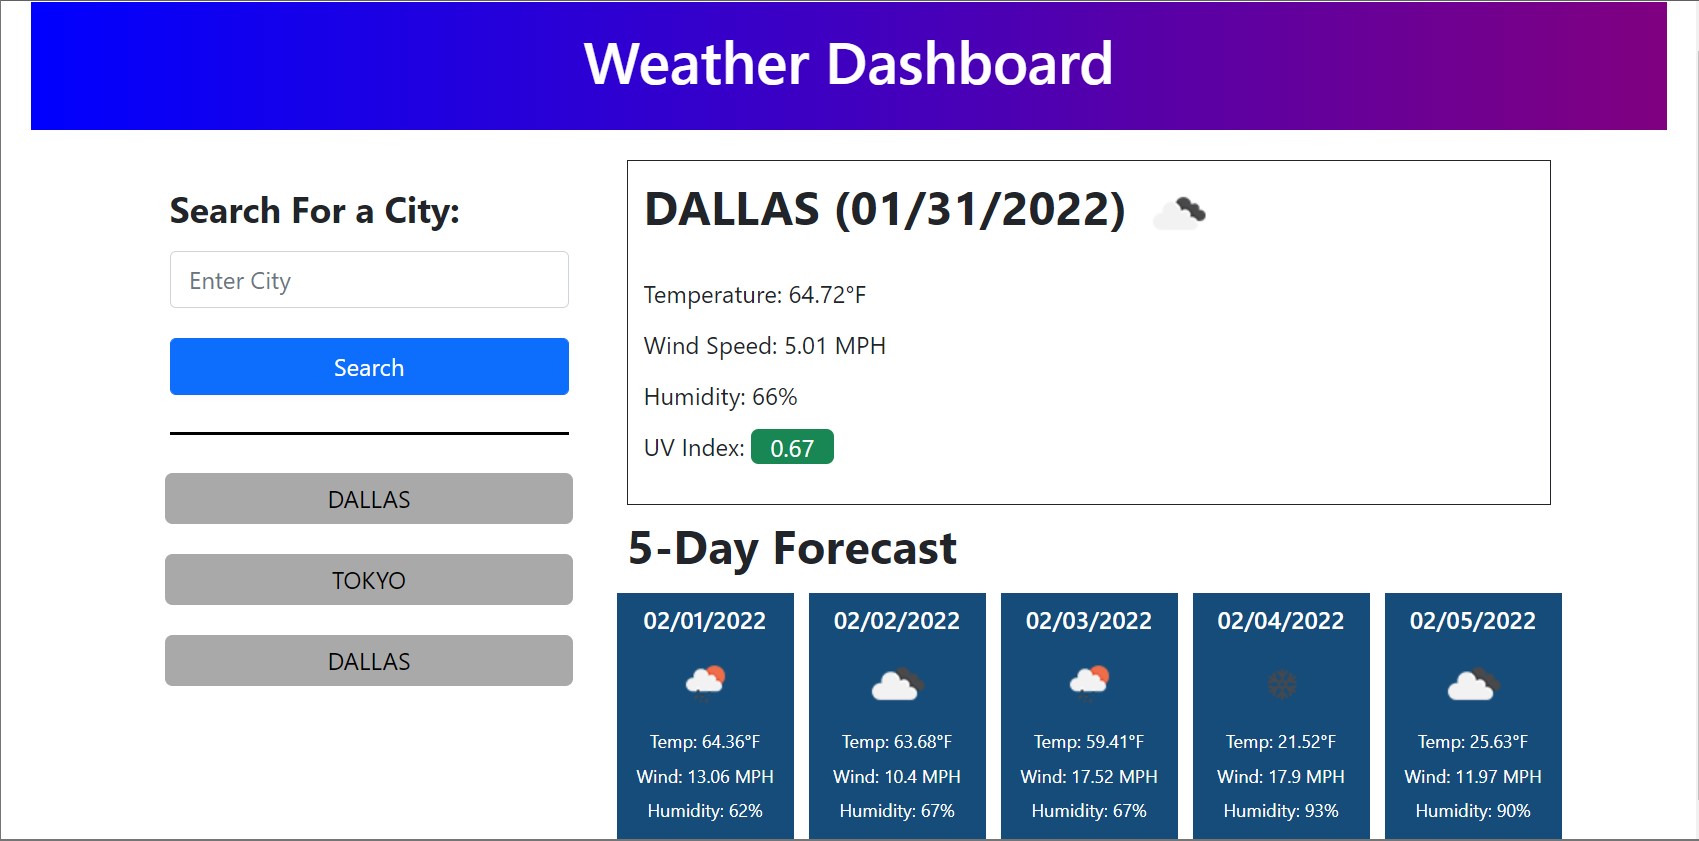 Weather Dashboard
Search For a City:
Enter City
Search
DALLAS
TOKYO
DALLAS
DALLAS (01/31/2022)
Temperature: 64.72°F
Wind Speed: 5.01 MPH
Humidity: 66%
UV Index: 0.67
5-Day Forecast
02/01/2022
Temp: 64.36°F
Wind: 13.06 MPH
Humidity: 62%
02/02/2022
Temp: 63.68°F
Wind: 10.4 MPH
Humidity: 67%
02/03/2022
Temp: 59.41°F
Wind: 17.52 MPH
Humidity: 67%
02/04/2022
Temp: 21.52°F
Wind: 17.9 MPH
Humidity: 93%
02/05/2022
Temp: 25.63°F
Wind: 11.97 MPH
Humidity: 90%